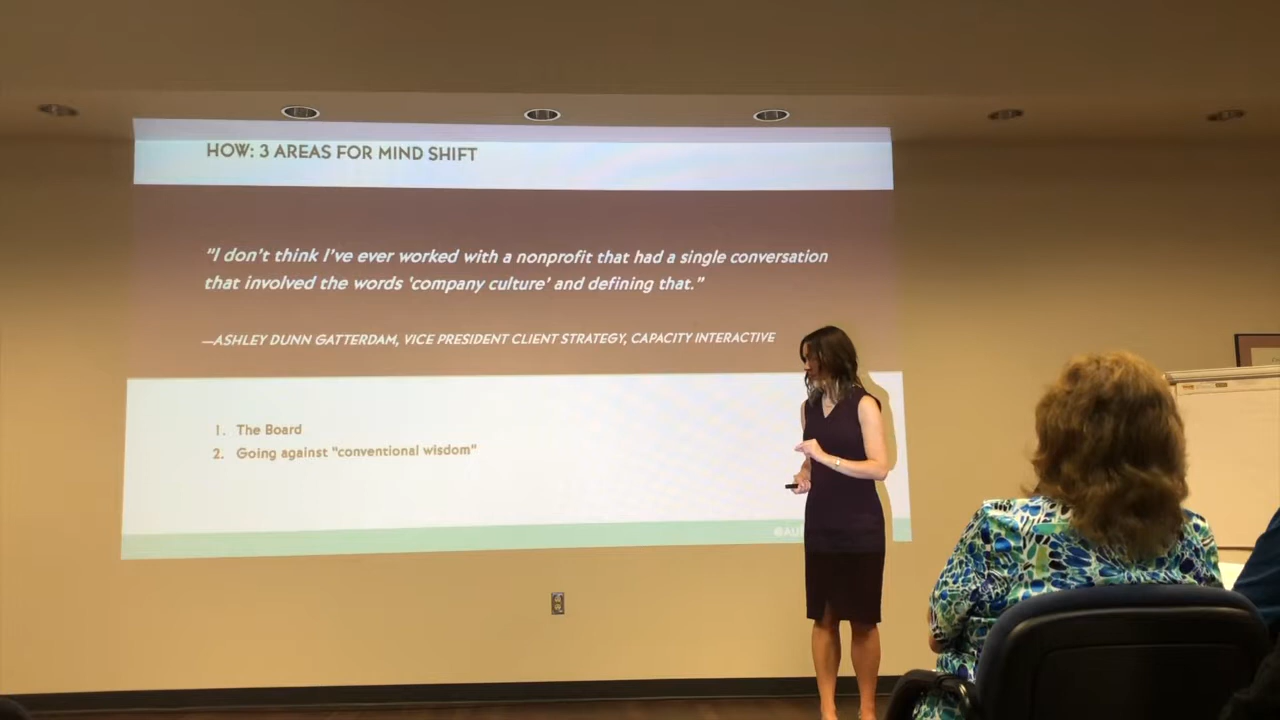 HOW: 3 AREAS FOR MIND SHIFT
"I don't think I've ever worked with a nonprofit that had a single conversation
that involved the words 'company culture' and defining that."
—ASHLEY DUNN GATTERDAM, VICE PRESIDENT CLIENT STRATEGY, CAPACITY INTERACTIVE
1. The Board
2. Going against "conventional wisdom"